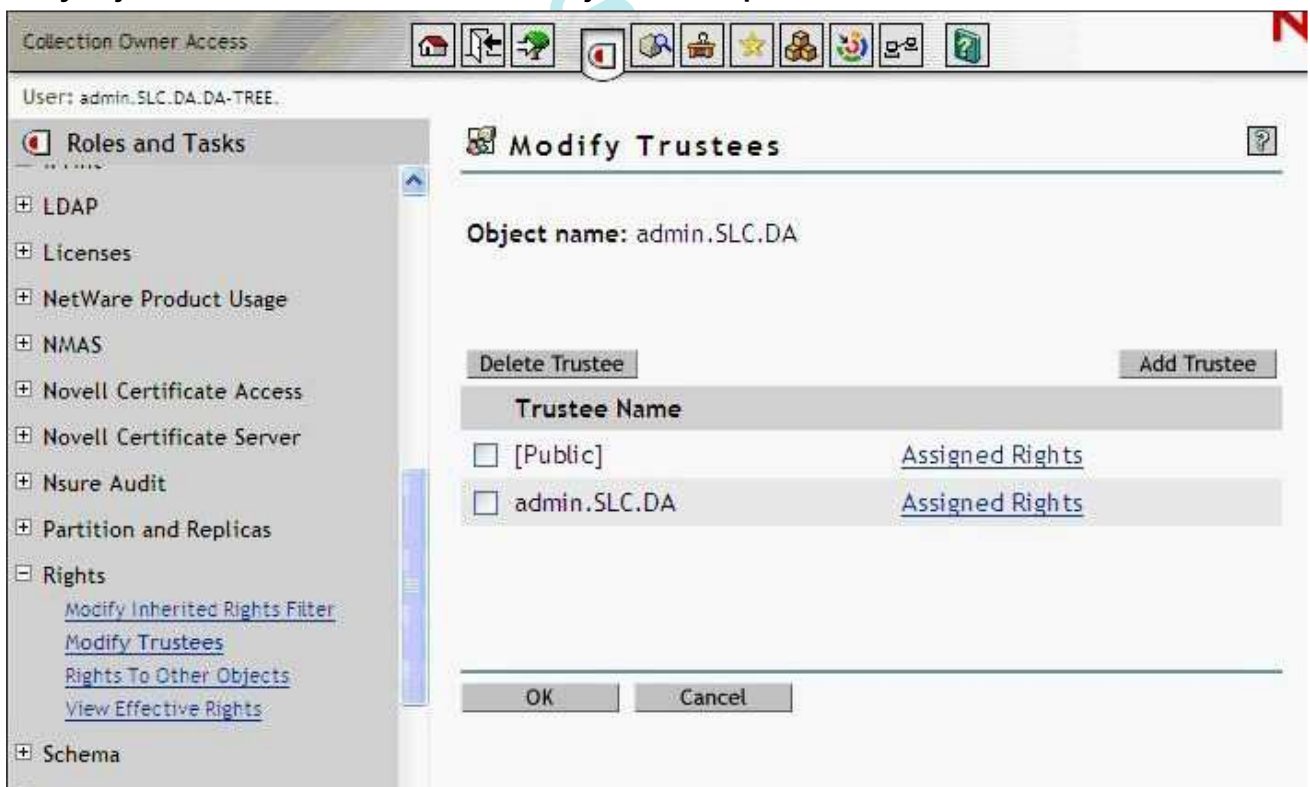 Collection Owner Access
N
User: admin.SLC.DA.DA-TREE.
Roles and Tasks
LDAP
Licenses
NetWare Product Usage
NMAS
Novell Certificate Access
Novell Certificate Server
Nsure Audit
Partition and Replicas
Rights
Modify Inherited Rights Filter
Modify Trustees
Rights To Other Objects
View Effective Rights
Schema
Modify Trustees
?
Object name: admin.SLC.DA
Delete Trustee
Add Trustee
Trustee Name
[Public] Assigned Rights
admin.SLC.DA Assigned Rights
OK Cancel